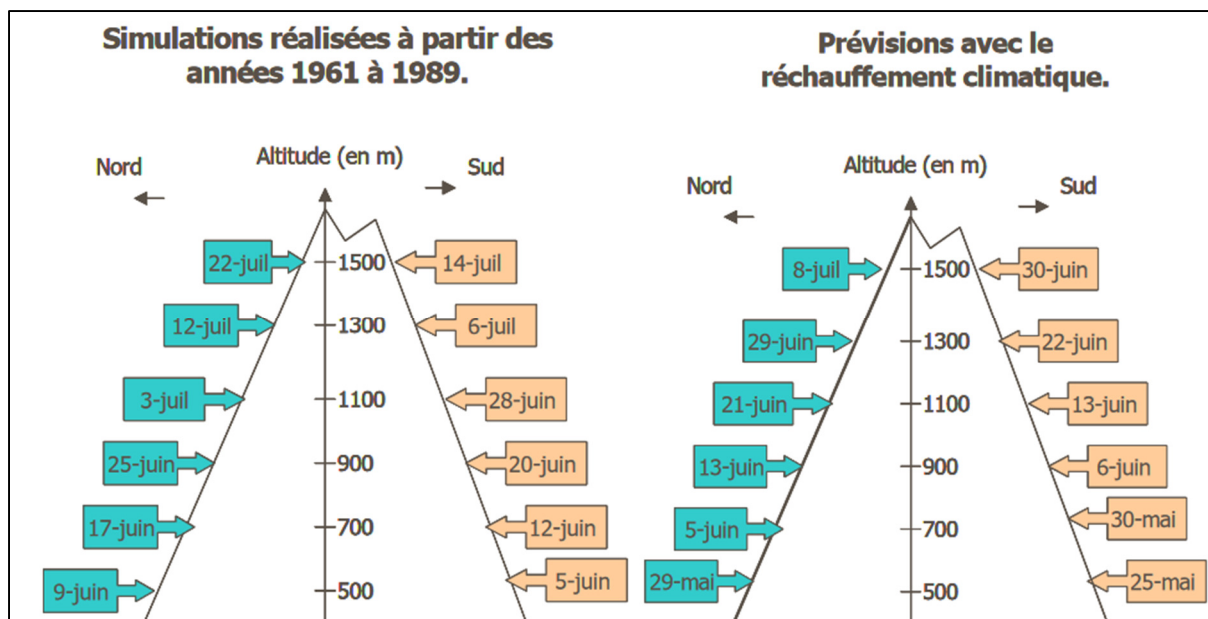 Simulations réalisées à partir des
années 1961 à 1989.
Nord
Altitude (en m)
Sud
22-juil
1500
14-juil
12-juil
1300
6-juil
3-juil
1100
28-juin
25-juin
900
20-juin
17-juin
700
12-juin
9-juin
500
5-juin
Prévisions avec le
réchauffement climatique.
Nord
Altitude (en m)
Sud
8-juil
1500
30-juin
29-juin
1300
22-juin
21-juin
1100
13-juin
13-juin
900
6-juin
5-juin
700
30-mai
29-mai
500
25-mai